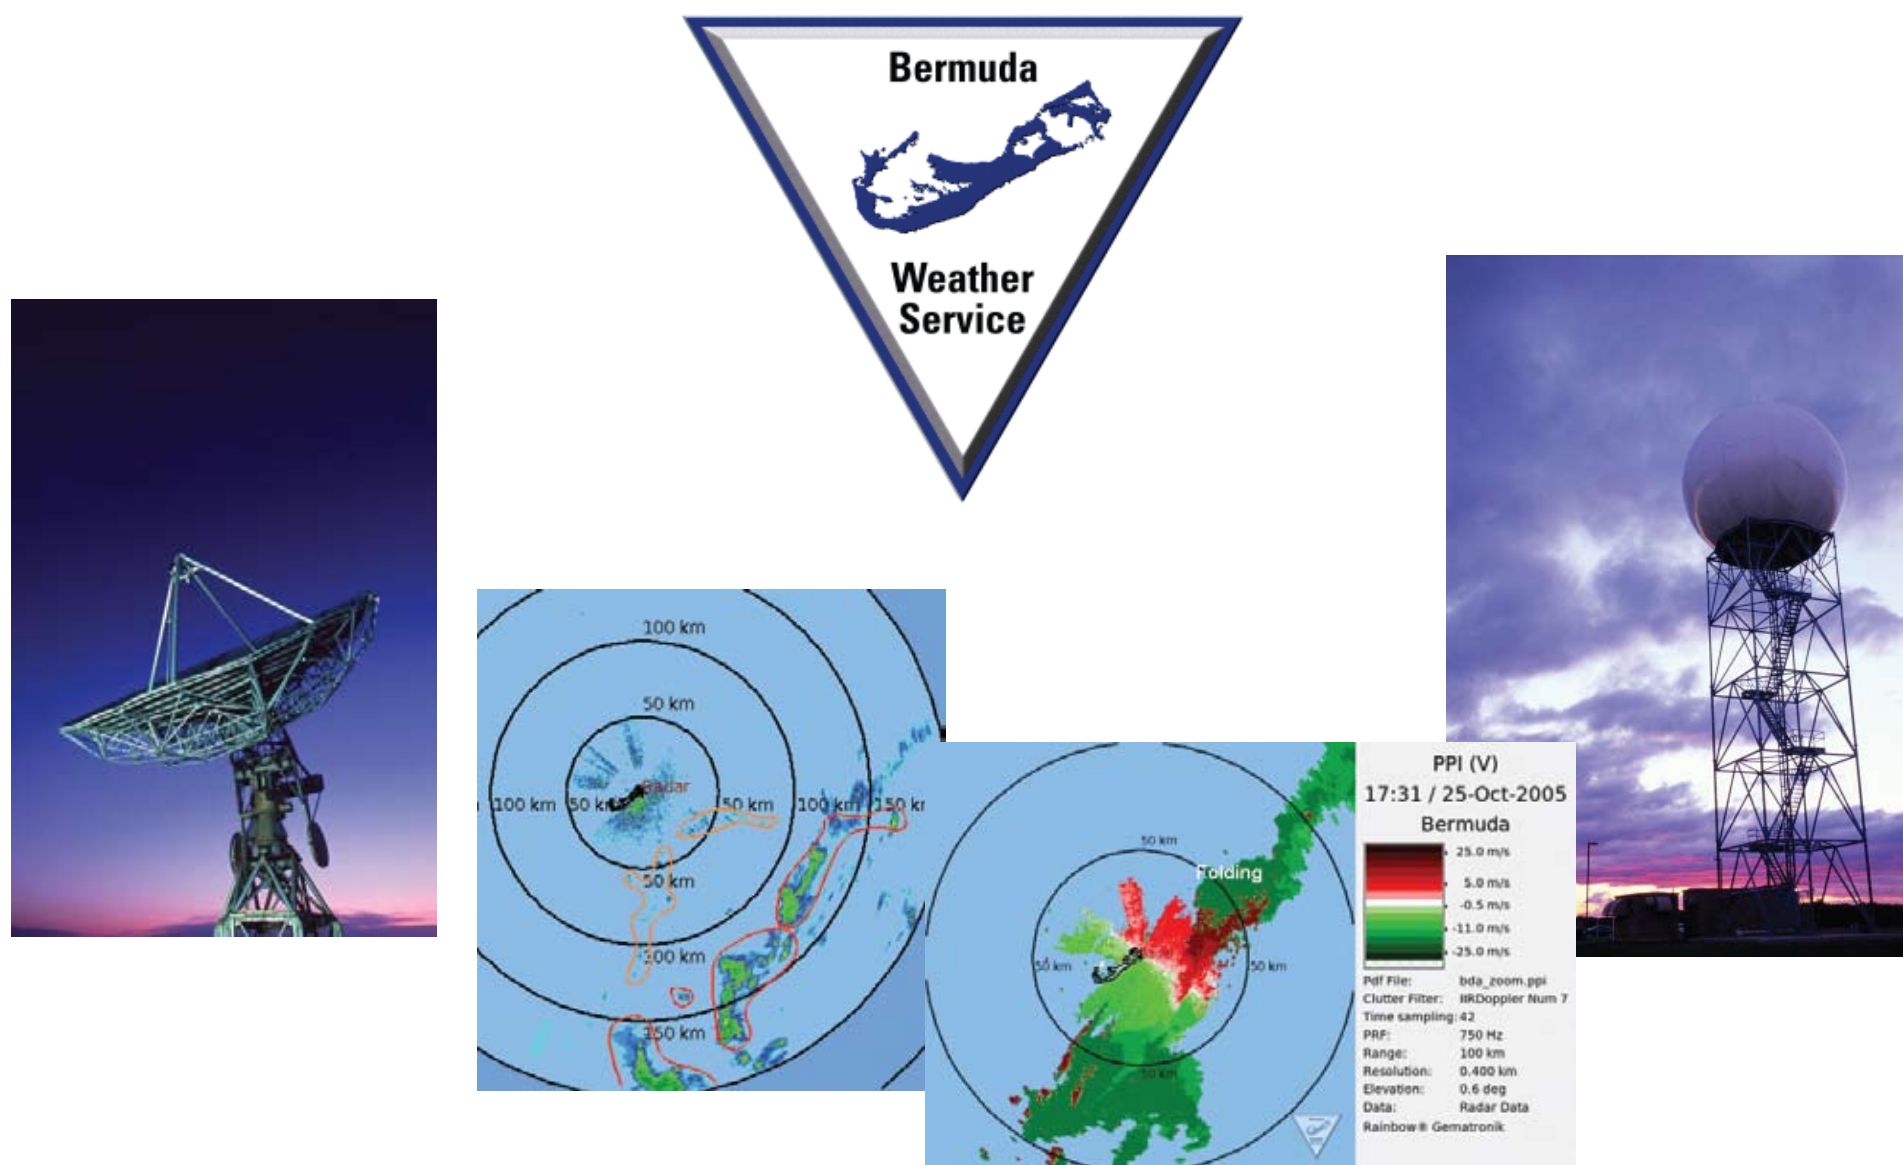 Bermuda
Weather
Service
100 km
50 km
Radar
100 km
50 km
50 km
100 km
150 km
50 km
100 km
150 km
PPI (V)
17:31 / 25-Oct-2005
Bermuda
25.0 m/s
5.0 m/s
-0.5 m/s
-11.0 m/s
-25.0 m/s
Pdf File: bda_zoom.ppi
Clutter Filter: IIRDoppler Num 7
Time sampling: 42
PRF: 750 Hz
Range: 100 km
Resolution: 0.400 km
Elevation: 0.6 deg
Data: Radar Data
Rainbow® Gematronik
50 km
Folding
50 km
50 km
50 km